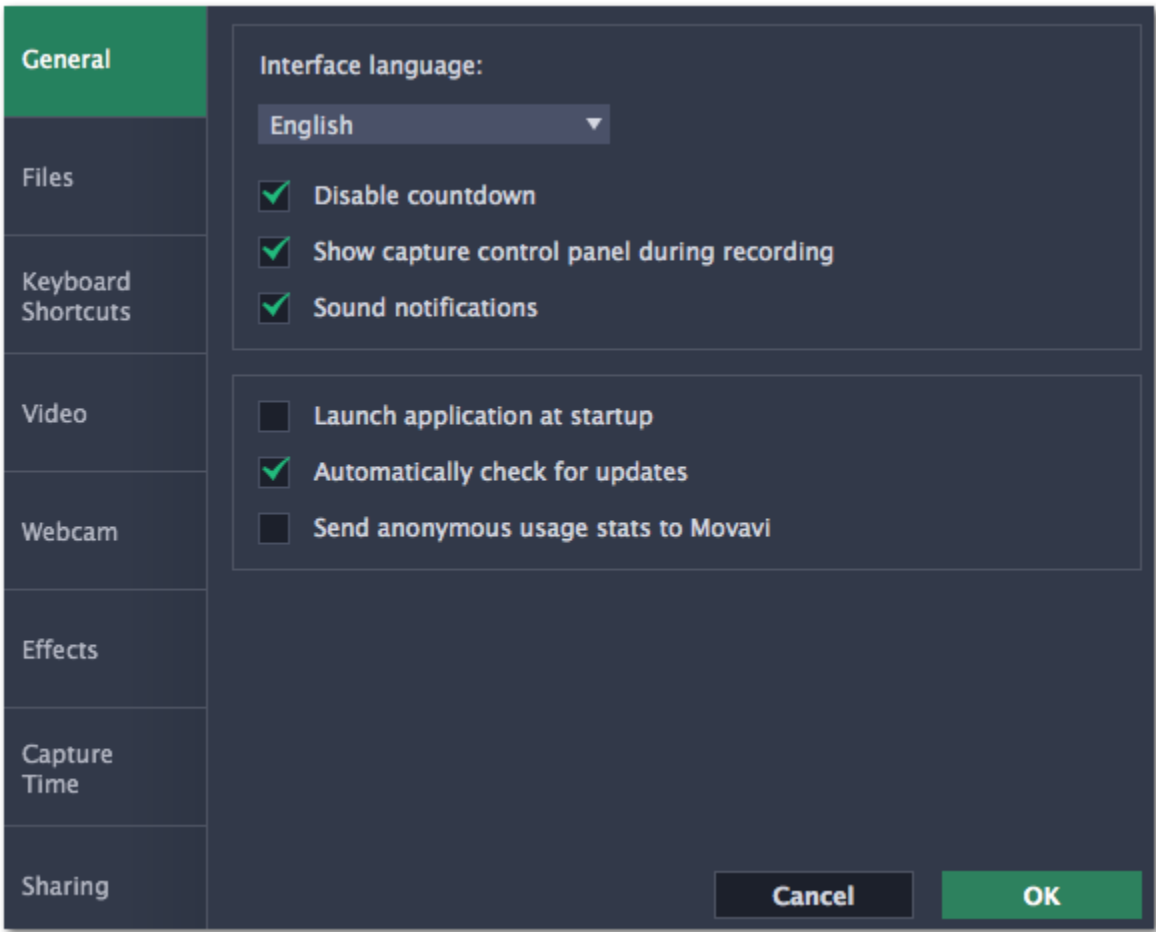 General
Files
Keyboard
Shortcuts
Video
Webcam
Effects
Capture
Time
Sharing
Interface language:
English
Disable countdown
Show capture control panel during recording
Sound notifications
Launch application at startup
Automatically check for updates
Send anonymous usage stats to Movavi
Cancel
OK